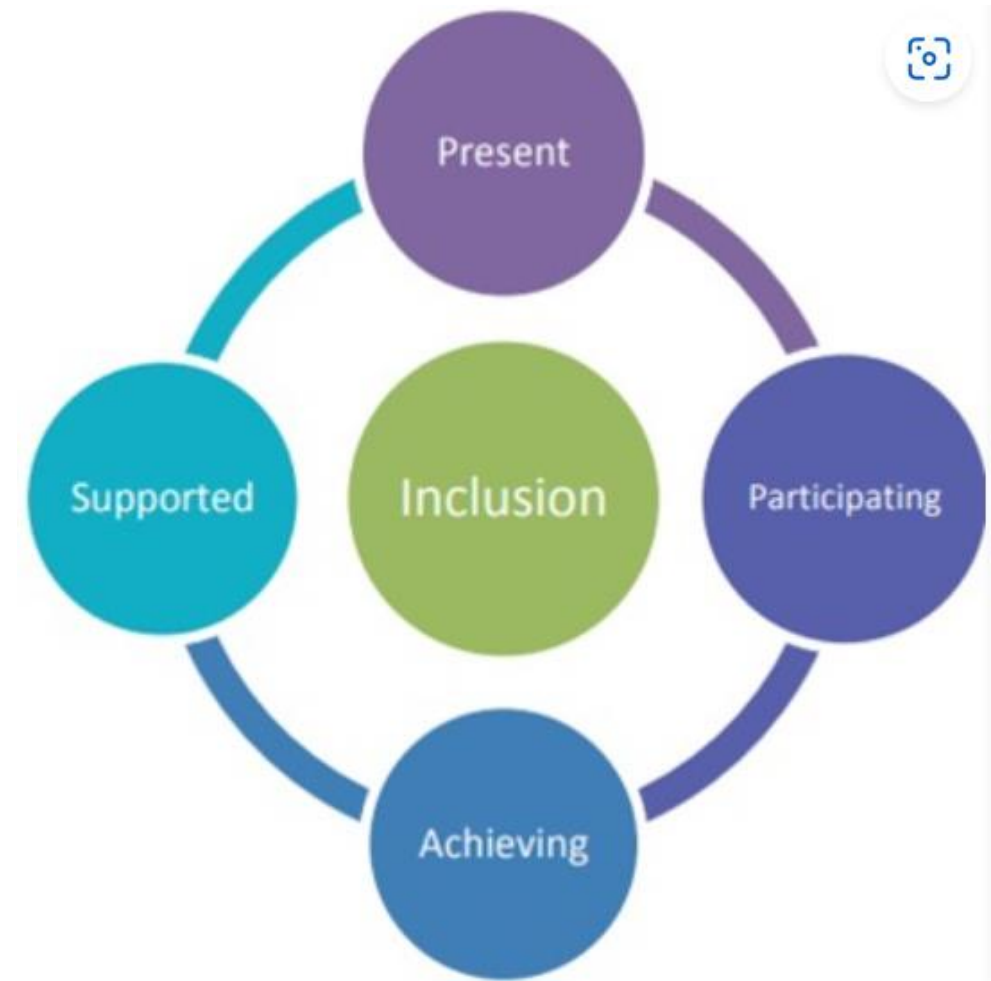 Present
Supported
Inclusion
Participating
Achieving